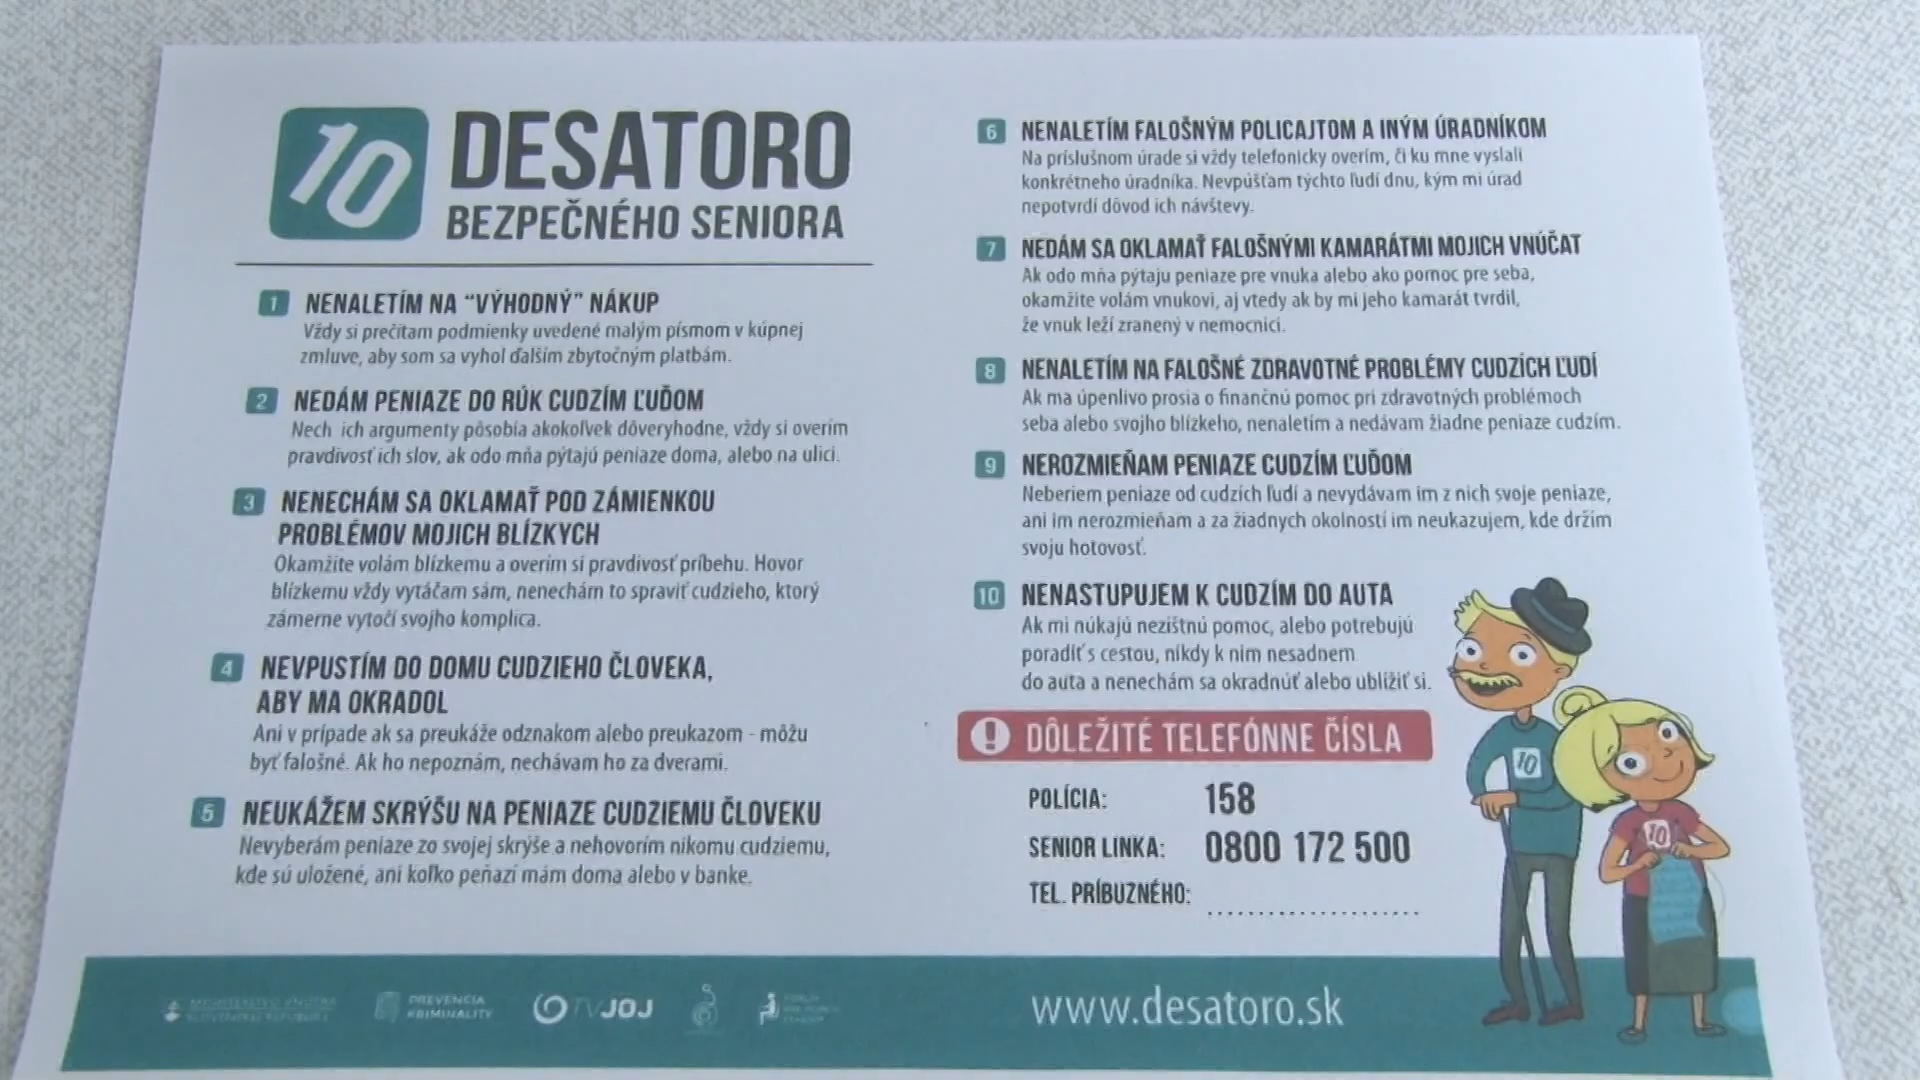 10
DESATORO
BEZPEČNÉHO SENIORA
1 NENALETÍM NA “VÝHODNÝ” NÁKUP
Vždy si prečítam podmienky uvedené malým písmom v kúpnej
zmluve, aby som sa vyhol ďalším zbytočným platbám.
2 NEDÁM PENIAZE DO RÚK CUDZÍM ĽUĎOM
Nech ich argumenty pôsobia akokoľvek dôveryhodne, vždy si overím
pravdivosť ich slov, ak odo mňa pýtajú peniaze doma, alebo na ulici.
3 NENECHÁM SA OKLAMAŤ POD ZÁMIENKOU
PROBLÉMOV MOJICH BLÍZKYCH
Okamžite volám blízkemu a overím si pravdivosť príbehu. Hovor
blízkemu vždy vytáčam sám, nenechám to spraviť cudzieho, ktorý
zámerne vytočí svojho komplica.
4 NEVPUSTÍM DO DOMU CUDZIEHO ČLOVEKA,
ABY MA OKRADOL
Ani v prípade ak sa preukáže odznakom alebo preukazom - môžu
byť falošné. Ak ho nepoznám, nechávam ho za dverami.
5 NEUKÁŽEM SKRÝŠU NA PENIAZE CUDZIEMU ČLOVEKU
Nevyberám peniaze zo svojej skrýše a nehovorím nikomu cudziemu,
kde sú uložené, ani koľko peňazí mám doma alebo v banke.
6 NENALETÍM FALOŠNÝM POLICAJTOM A INÝM ÚRADNÍKOM
Na príslušnom úrade si vždy telefonicky overím, či ku mne vyslali
konkrétneho úradníka. Nevpúšťam týchto ľudí dnu, kým mi úrad
nepotvrdí dôvod ich návštevy.
7 NEDÁM SA OKLAMAŤ FALOŠNÝMI KAMARÁTMI MOJICH VNÚČAT
Ak odo mňa pýtajú peniaze pre vnuka alebo ako pomoc pre seba,
okamžite volám vnukovi, aj vtedy ak by mi jeho kamarát tvrdil,
že vnuk leží zranený v nemocnici.
8 NENALETÍM NA FALOŠNÉ ZDRAVOTNÉ PROBLÉMY CUDZÍCH ĽUDÍ
Ak ma úpenlivo prosia o finančnú pomoc pri zdravotných problémoch
seba alebo svojho blízkeho, nenaletím a nedávam žiadne peniaze cudzím.
9 NEROZMIEŇAM PENIAZE CUDZÍM ĽUĎOM
Neberiem peniaze od cudzích ľudí a nevydávam im z nich svoje peniaze,
ani im nerozmieňam a za žiadnych okolností im neukazujem, kde držím
svoju hotovosť.
10 NENASTUPUJEM K CUDZÍM DO AUTA
Ak mi núkajú nezištnú pomoc, alebo potrebujú
poradiť s cestou, nikdy k nim nesadnem
do auta a nenechám sa okradnúť alebo ublížiť si.
! DÔLEŽITÉ TELEFÓNNE ČÍSLA
POLÍCIA: 158
SENIOR LINKA: 0800 172 500
TEL. PRÍBUZNÉHO: ........................
10
10
MINISTERSTVO VNÚTRA
SLOVENSKEJ REPUBLIKY
PREVENCIA
KRIMINALITY
TVJOJ
www.desatoro.sk